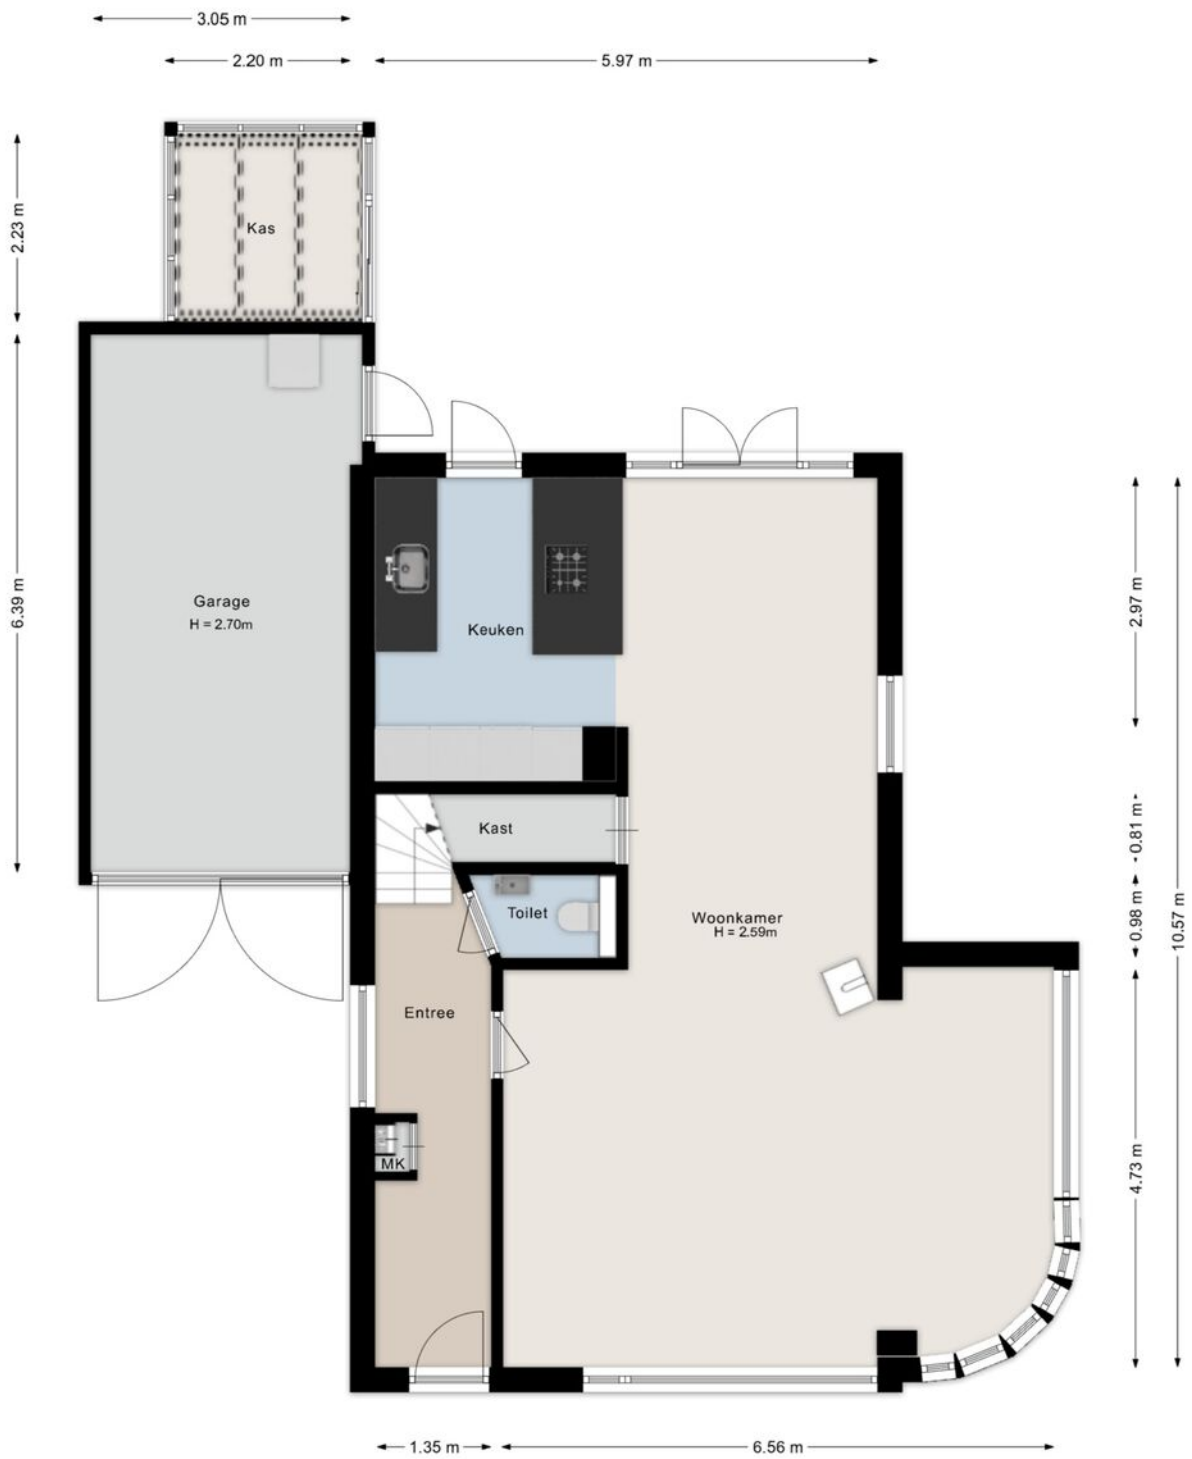 3.05 m
2.20 m
5.97 m
2.23 m
Kas
6.39 m
Garage
H = 2.70m
Keuken
2.97 m
Kast
0.81 m
Toilet
Woonkamer
H = 2.59m
0.98 m
10.57 m
Entree
MK
4.73 m
1.35 m
6.56 m